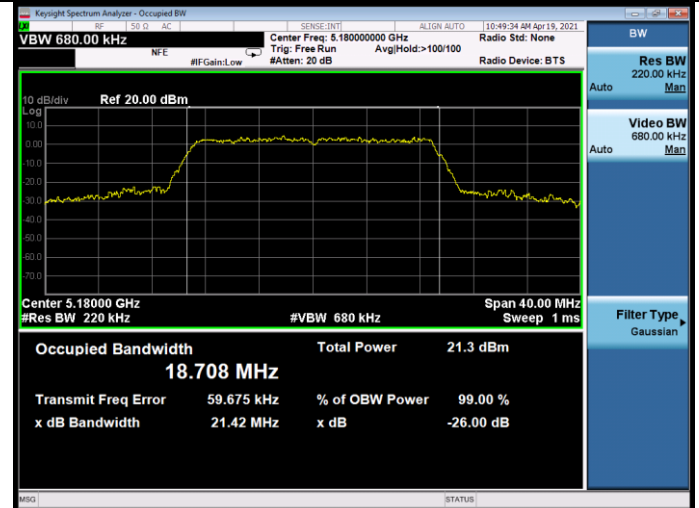 Keysight Spectrum Analyzer - Occupied BW
RF 50 Ω AC SENSE:INT ALIGN AUTO 10:49:34 AM Apr 19, 2021
VBW 680.00 kHz Center Freq: 5.180000000 GHz Radio Std: None
NFE Trig: Free Run Avg|Hold:>100/100
#IFGain:Low #Atten: 20 dB Radio Device: BTS
BW
Res BW
220.00 kHz
Auto Man
Video BW
680.00 kHz
Auto Man
Filter Type
Gaussian
10 dB/div Ref 20.00 dBm
Log
10.0
0.00
-10.0
-20.0
-30.0
-40.0
-50.0
-60.0
-70.0
Center 5.18000 GHz Span 40.00 MHz
#Res BW 220 kHz #VBW 680 kHz Sweep 1 ms
Occupied Bandwidth Total Power 21.3 dBm
18.708 MHz
Transmit Freq Error 59.675 kHz % of OBW Power 99.00 %
x dB Bandwidth 21.42 MHz x dB -26.00 dB
MSG STATUS